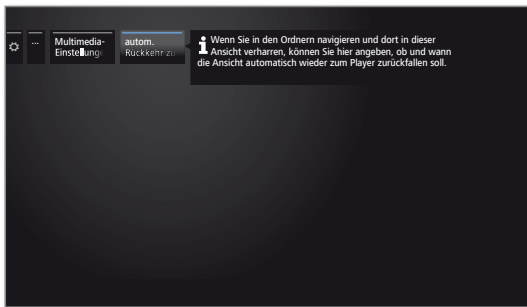 ...
Multimedia-
Einstellung
autom.
Rückkehr zu
Wenn Sie in den Ordnern navigieren und dort in dieser
Ansicht verharren, können Sie hier angeben, ob und wann
die Ansicht automatisch wieder zum Player zurückfallen soll.